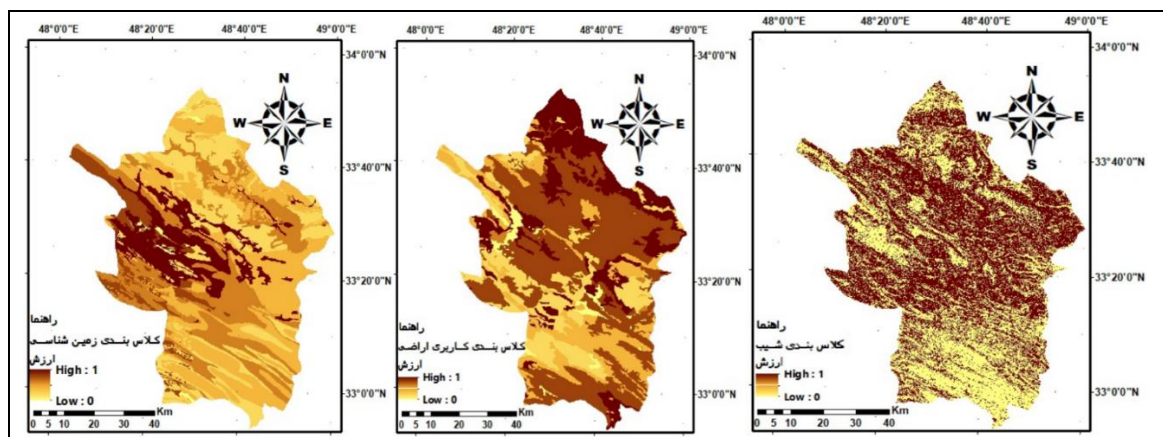 48°0'0"E 48°20'0"E 48°40'0"E 49°0'0"E
34°0'0"N
N
W E
S
33°40'0"N
33°20'0"N
33°0'0"N
راهنما
کلاس بندی زمین شناسی
ارزش
High : 1
Low : 0
Km
0 5 10 20 30 40
48°0'0"E 48°20'0"E 48°40'0"E 49°0'0"E
34°0'0"N
N
W E
S
33°40'0"N
33°20'0"N
33°0'0"N
راهنما
کلاس بندی کاربری اراضی
ارزش
High : 1
Low : 0
Km
0 5 10 20 30 40
48°0'0"E 48°20'0"E 48°40'0"E 49°0'0"E
34°0'0"N
N
W E
S
33°40'0"N
33°20'0"N
33°0'0"N
راهنما
کلاس بندی شیب
ارزش
High : 1
Low : 0
Km
0 5 10 20 30 40